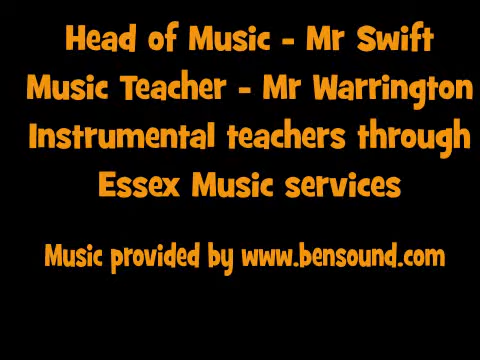 Head of Music - Mr Swift
Music Teacher - Mr Warrington
Instrumental teachers through
Essex Music services
Music provided by www.bensound.com